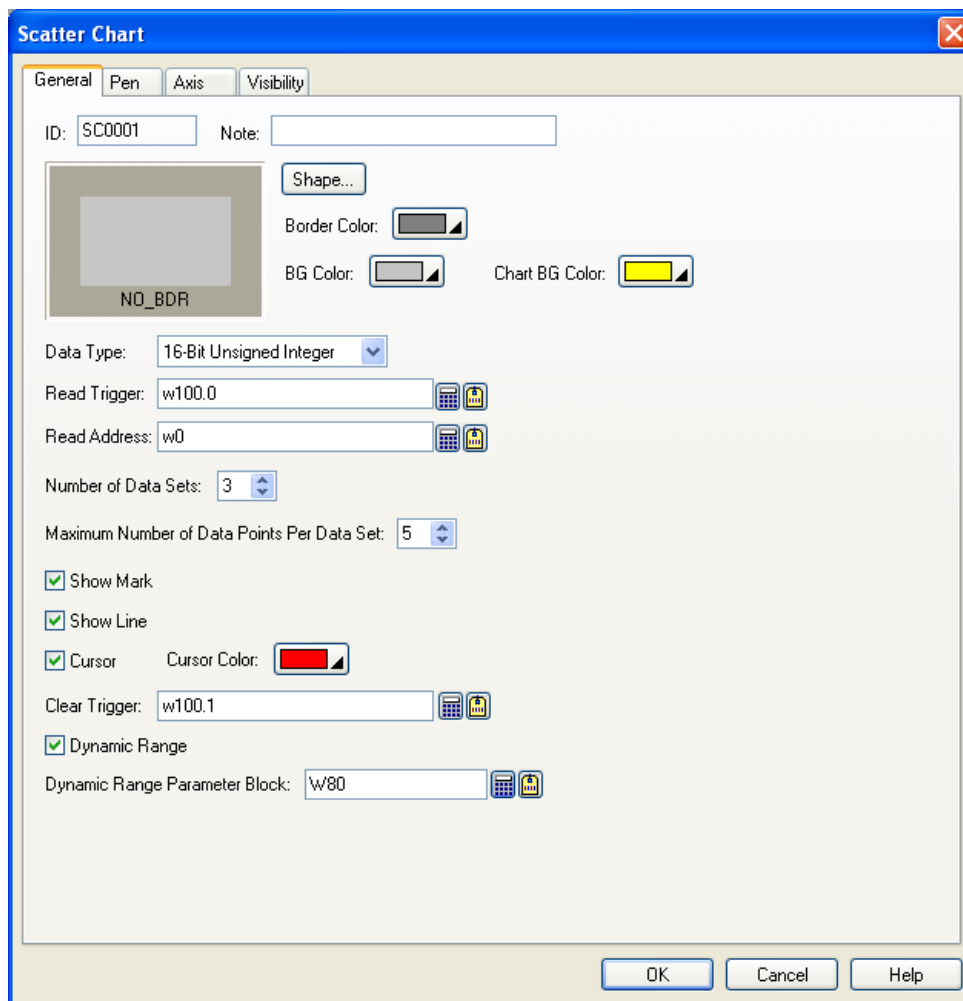 Scatter Chart
General Pen Axis Visibility
ID: SC0001 Note:
Shape...
Border Color:
BG Color: Chart BG Color:
NO_BDR
Data Type: 16-Bit Unsigned Integer
Read Trigger: w100.0
Read Address: w0
Number of Data Sets: 3
Maximum Number of Data Points Per Data Set: 5
Show Mark
Show Line
Cursor Cursor Color:
Clear Trigger: w100.1
Dynamic Range
Dynamic Range Parameter Block: W80
OK Cancel Help